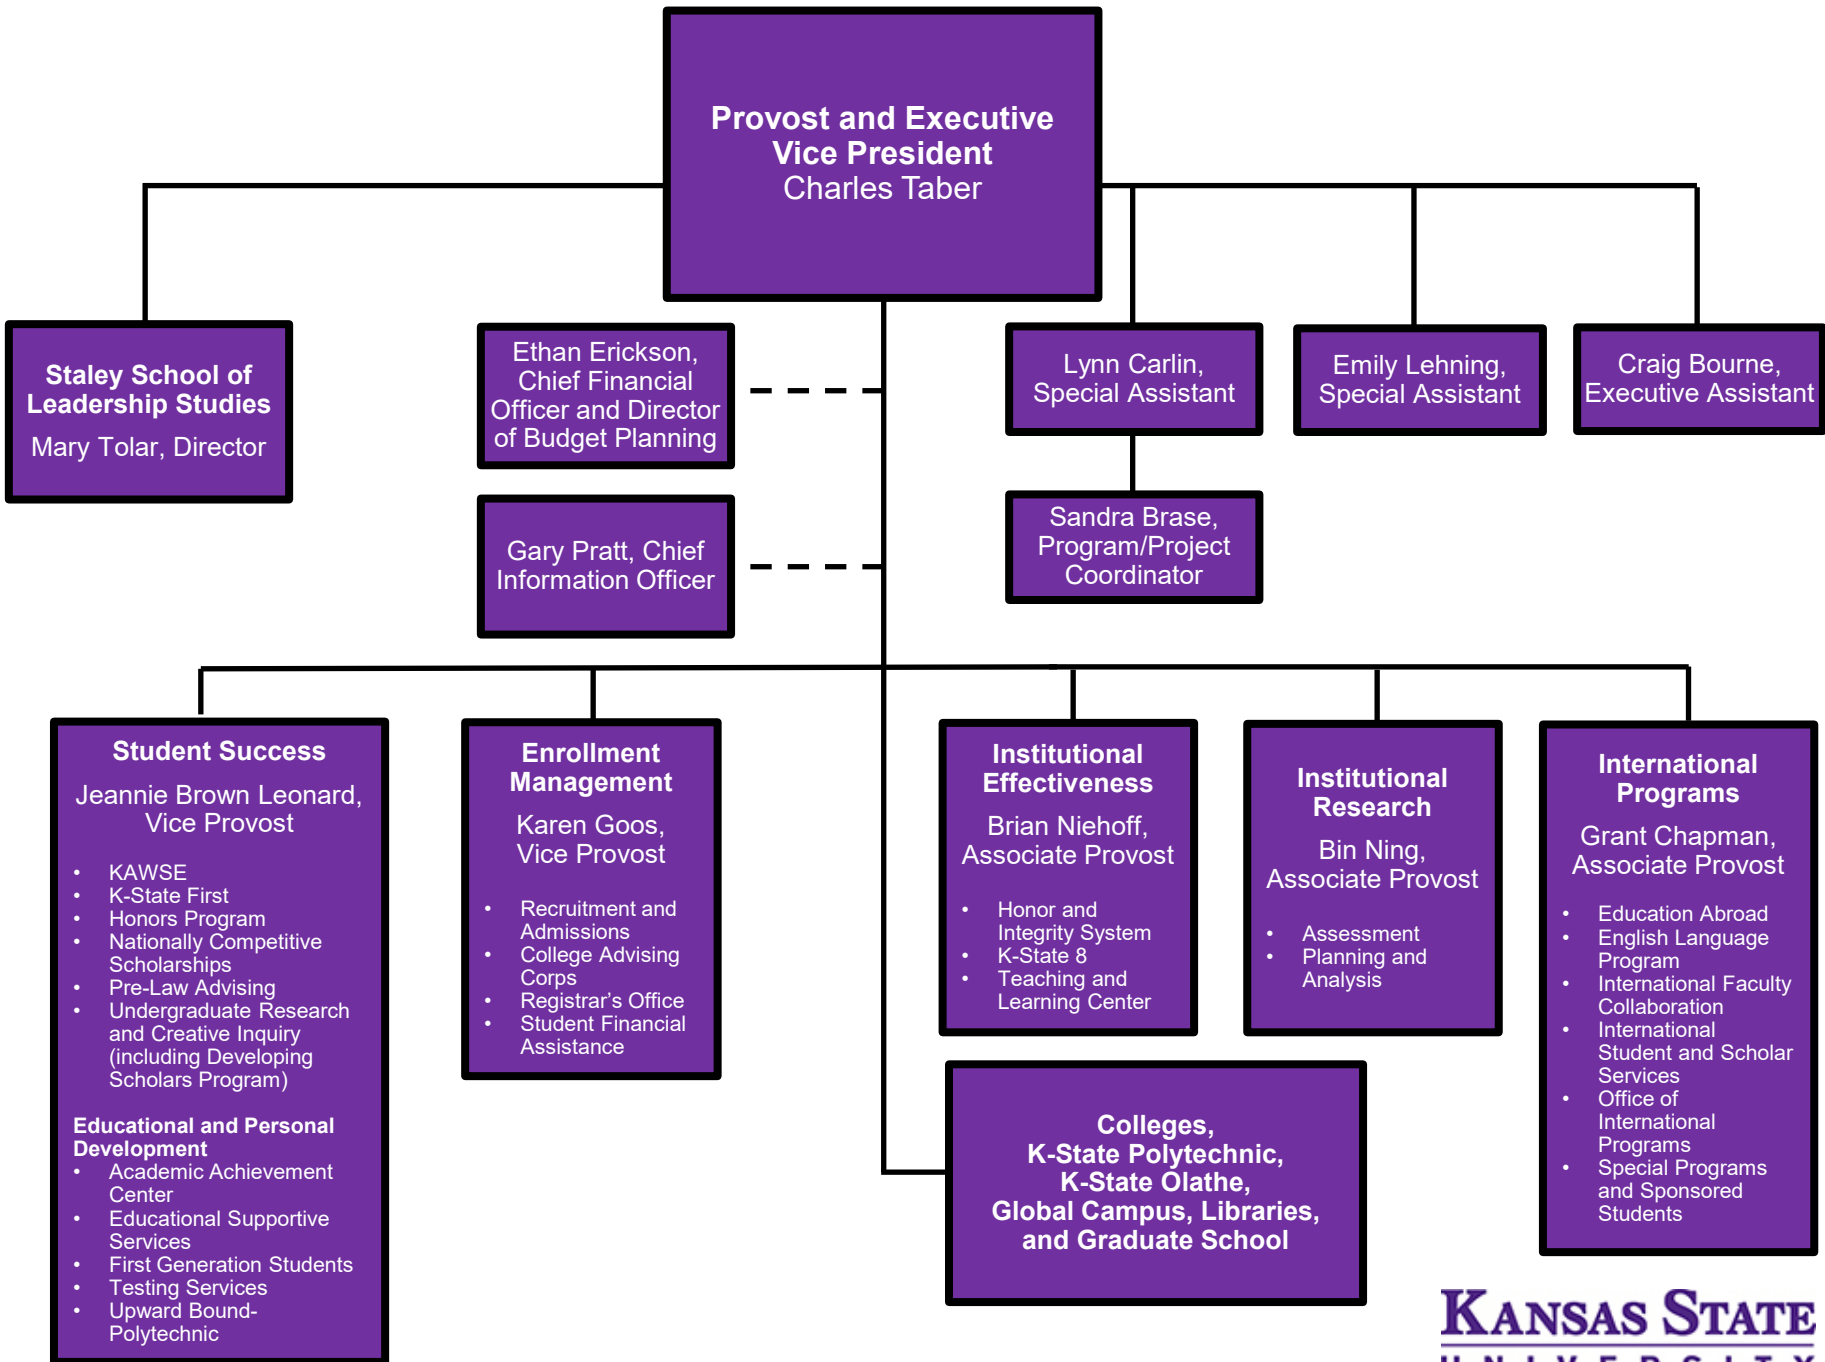 Provost and Executive
Vice President
Charles Taber
Staley School of
Leadership Studies
Mary Tolar, Director
Ethan Erickson,
Chief Financial
Officer and Director
of Budget Planning
Lynn Carlin,
Special Assistant
Emily Lehning,
Special Assistant
Craig Bourne,
Executive Assistant
Gary Pratt, Chief
Information Officer
Sandra Brase,
Program/Project
Coordinator
Student Success
Jeannie Brown Leonard,
Vice Provost
• KAWSE
• K-State First
• Honors Program
• Nationally Competitive
Scholarships
• Pre-Law Advising
• Undergraduate Research
and Creative Inquiry
(including Developing
Scholars Program)
Educational and Personal
Development
• Academic Achievement
Center
• Educational Supportive
Services
• First Generation Students
• Testing Services
• Upward Bound-
Polytechnic
Enrollment
Management
Karen Goos,
Vice Provost
• Recruitment and
Admissions
• College Advising
Corps
• Registrar’s Office
• Student Financial
Assistance
Institutional
Effectiveness
Brian Niehoff,
Associate Provost
• Honor and
Integrity System
• K-State 8
• Teaching and
Learning Center
Institutional
Research
Bin Ning,
Associate Provost
• Assessment
• Planning and
Analysis
International
Programs
Grant Chapman,
Associate Provost
• Education Abroad
• English Language
Program
• International Faculty
Collaboration
• International
Student and Scholar
Services
• Office of
International
Programs
• Special Programs
and Sponsored
Students
Colleges,
K-State Polytechnic,
K-State Olathe,
Global Campus, Libraries,
and Graduate School
KANSAS STATE
UNIVERSITY